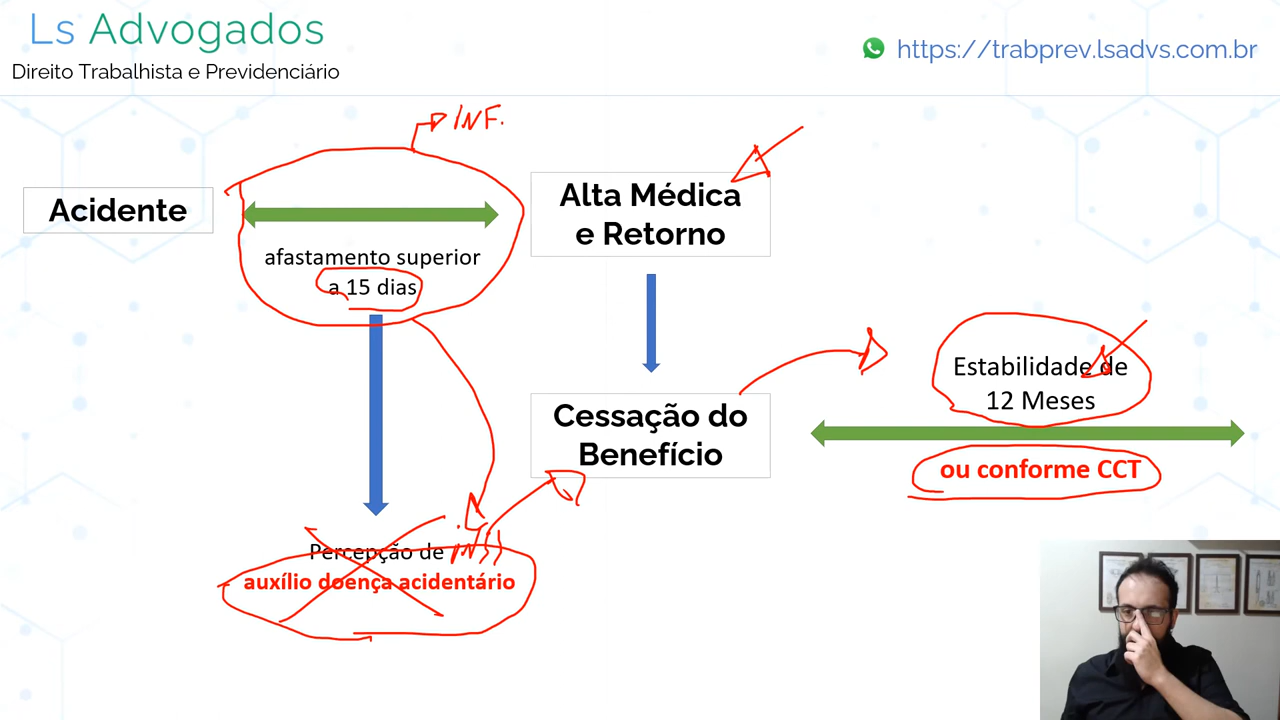 Ls Advogados
Direito Trabalhista e Previdenciário
https://trabprev.lsadvs.com.br
INF.
Acidente
afastamento superior
a 15 dias
Alta Médica
e Retorno
Cessação do
Benefício
Estabilidade de
12 Meses
ou conforme CCT
Percepção de INSS
auxílio doença acidentário